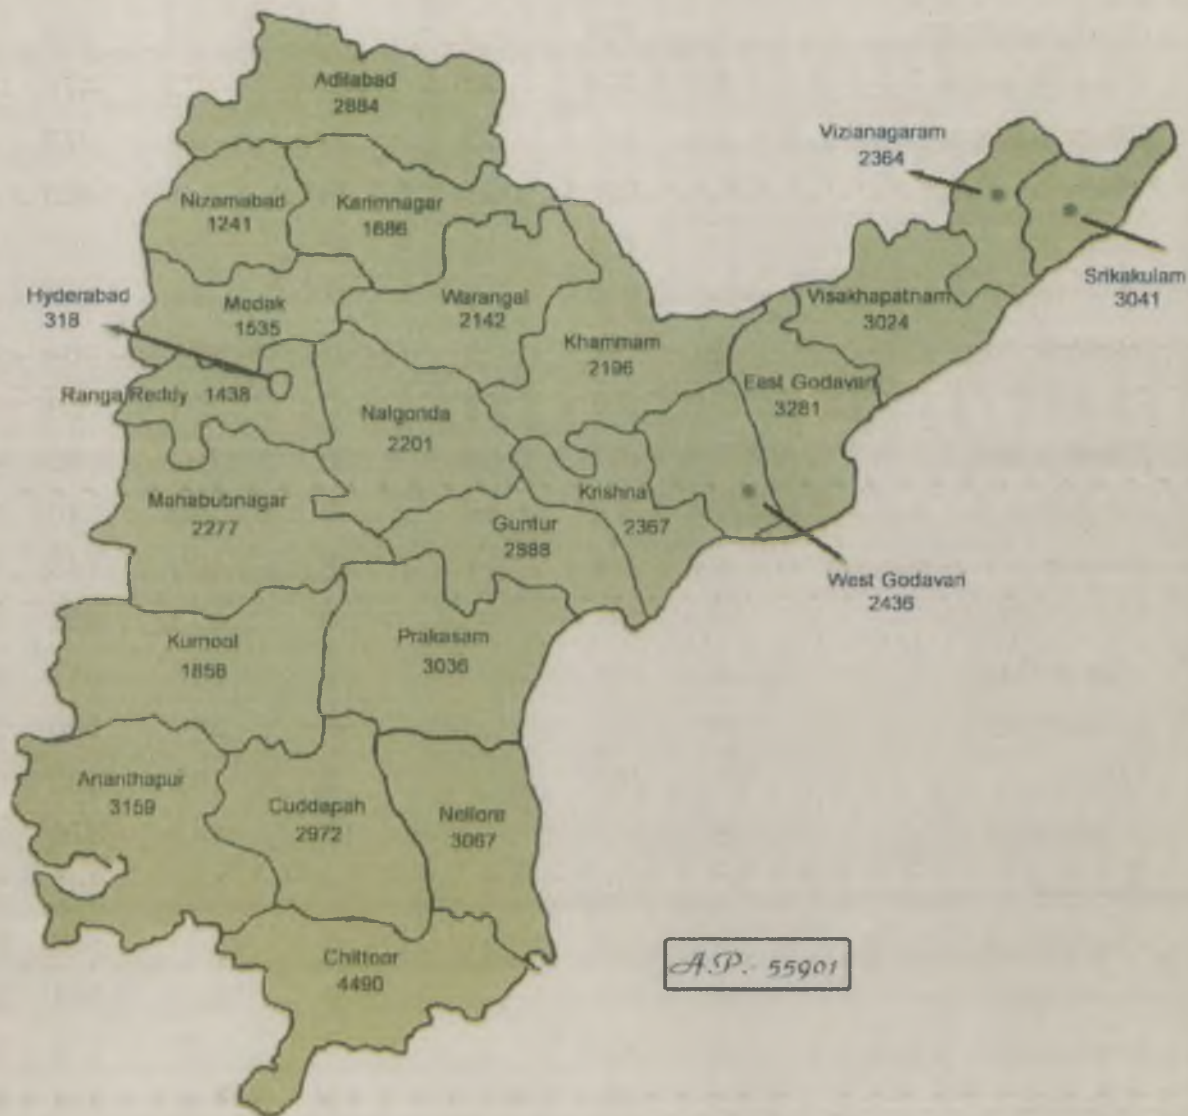 Adilabad
2884
Vizianagaram
2364
Nizamabad
1241
Karimnagar
1686
Srikakulam
3041
Hyderabad
318
Medak
1535
Warangal
2142
Visakhapatnam
3024
Khammam
2196
Ranga Reddy 1438
East Godavari
3281
Nalgonda
2201
Mahabubnagar
2277
Krishna
2367
Guntur
2888
West Godavari
2436
Kurnool
1858
Prakasam
3036
Ananthapur
3159
Cuddapah
2972
Nellore
3067
Chittoor
4490
A.P.- 55901